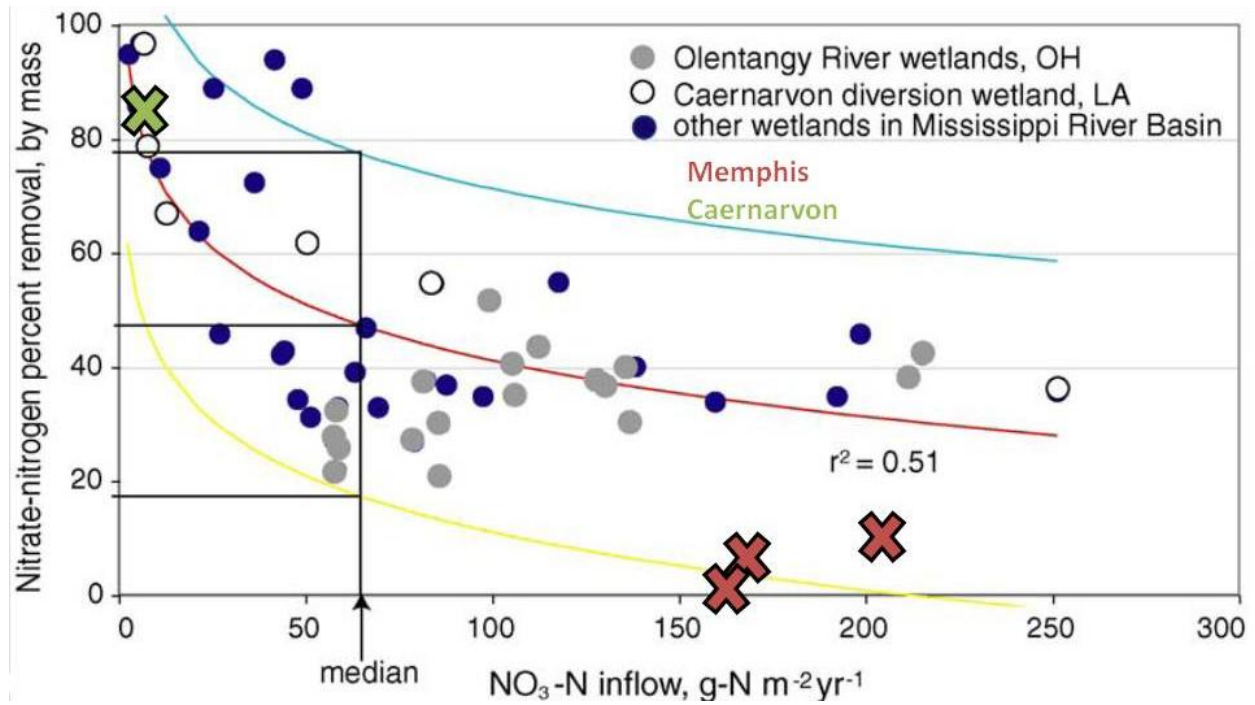 Nitrate-nitrogen percent removal, by mass
100
80
60
40
20
0
Olentangy River wetlands, OH
Caernarvon diversion wetland, LA
other wetlands in Mississippi River Basin
Memphis
Caernarvon
r² = 0.51
0 50 100 150 200 250 300
median
NO₃-N inflow, g-N m⁻²yr⁻¹